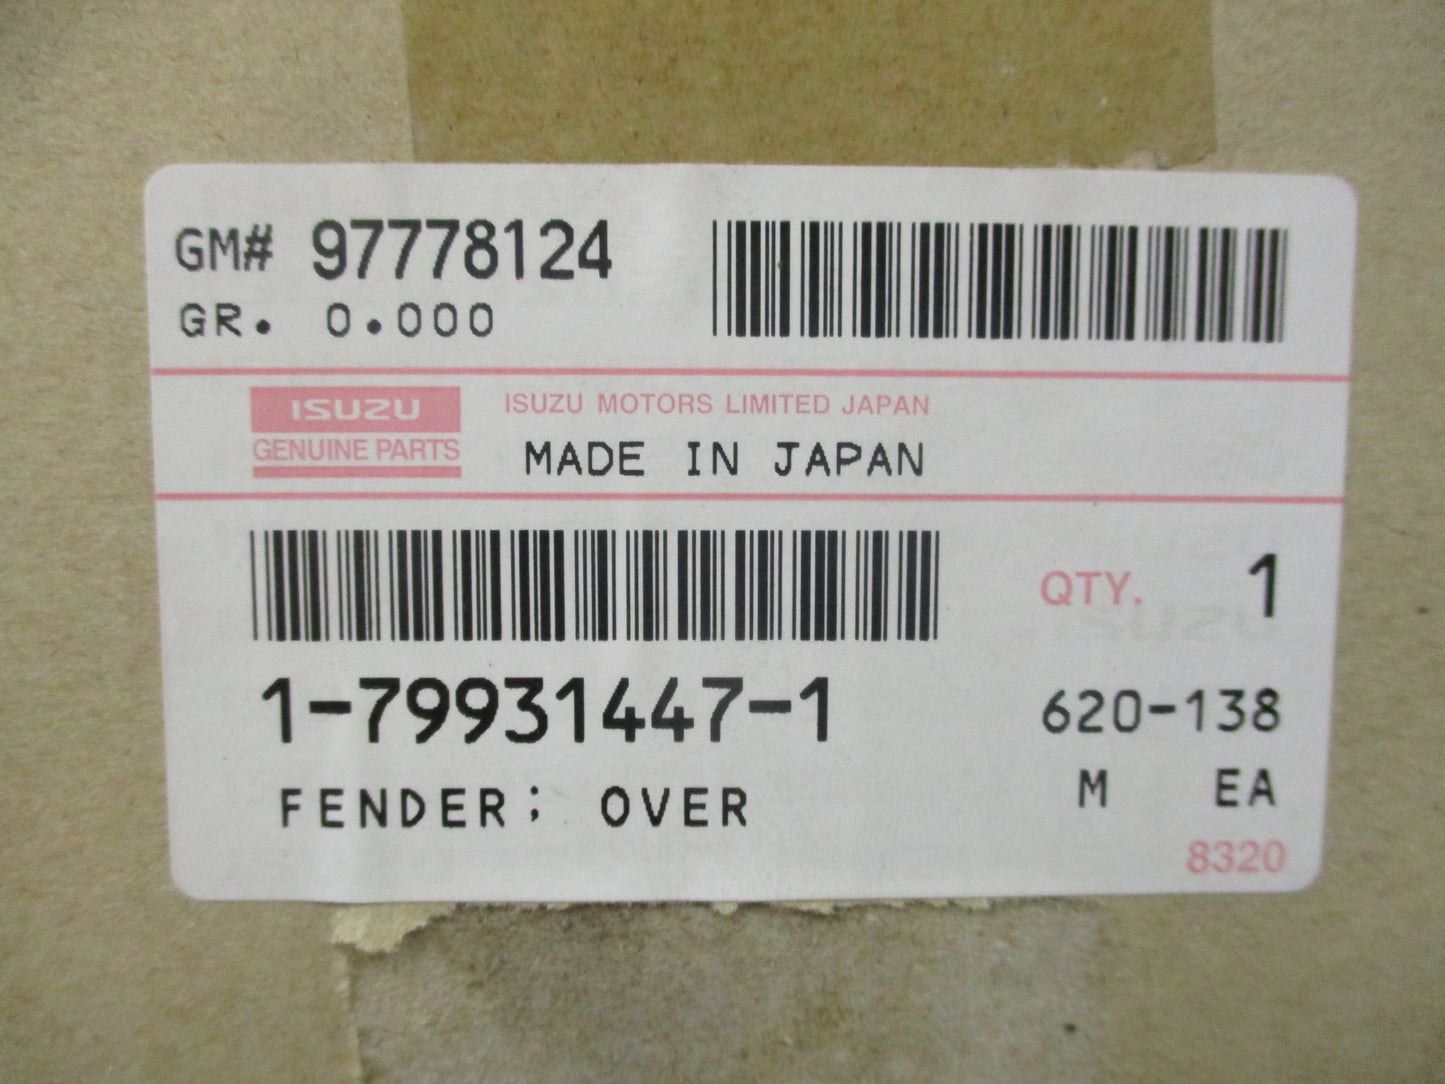 GM# 97778124
GR. 0.000
ISUZU
GENUINE PARTS
ISUZU MOTORS LIMITED JAPAN
MADE IN JAPAN
QTY. 1
1-79931447-1
620-138
FENDER; OVER
M EA
8320